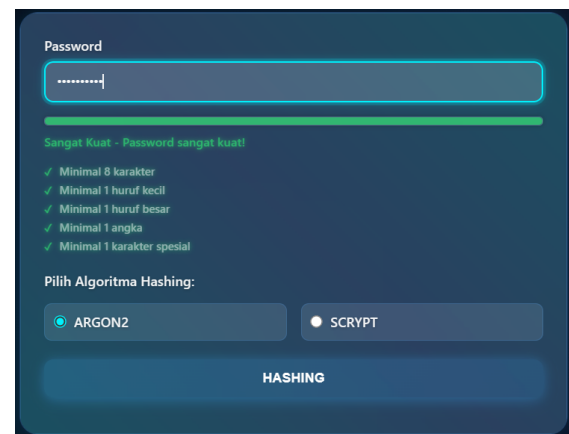 Password
••••••••••
Sangat Kuat - Password sangat kuat!
✓ Minimal 8 karakter
✓ Minimal 1 huruf kecil
✓ Minimal 1 huruf besar
✓ Minimal 1 angka
✓ Minimal 1 karakter spesial
Pilih Algoritma Hashing:
ARGON2
SCRYPT
HASHING